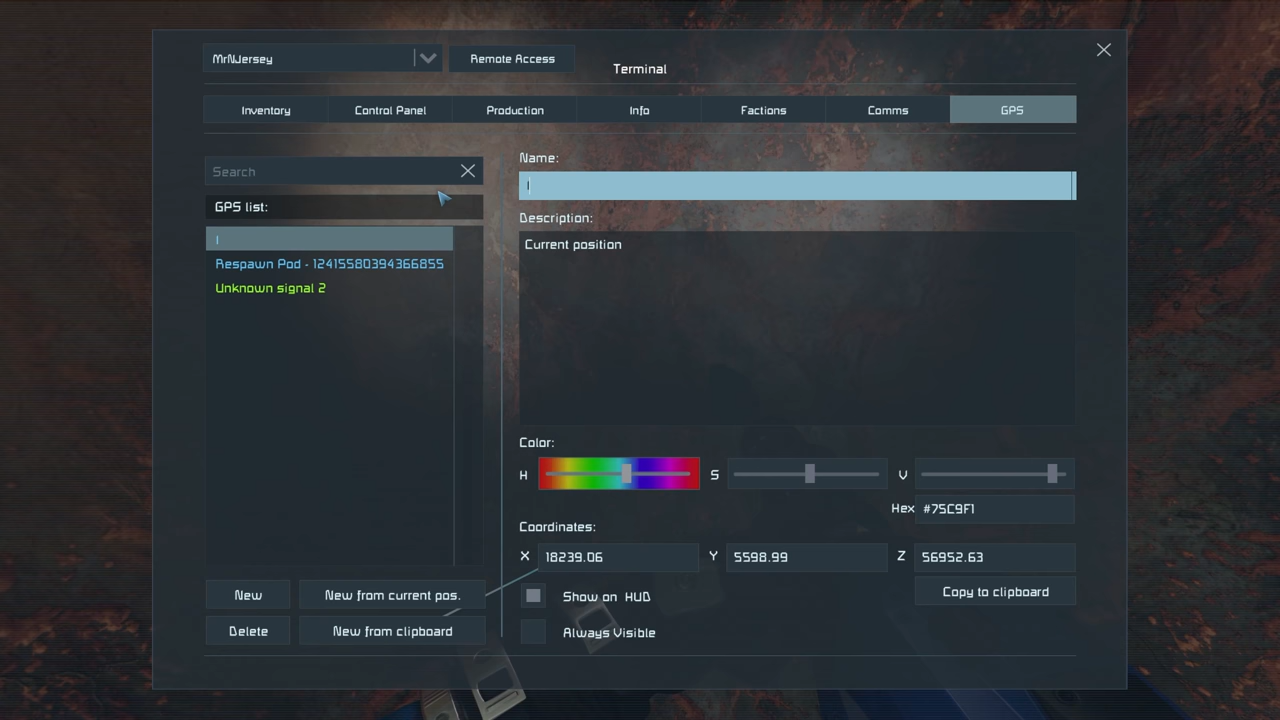 MrNJersey
Remote Access
Terminal
Inventory
Control Panel
Production
Info
Factions
Comms
GPS
Search
GPS list:
Respawn Pod - 12415580394366855
Unknown signal 2
New
New from current pos.
Delete
New from clipboard
Name:
Description:
Current position
Color:
H
S
V
Hex #75C9F1
Coordinates:
X 18239.06
Y 5598.99
Z 56952.63
Show on HUD
Copy to clipboard
Always Visible